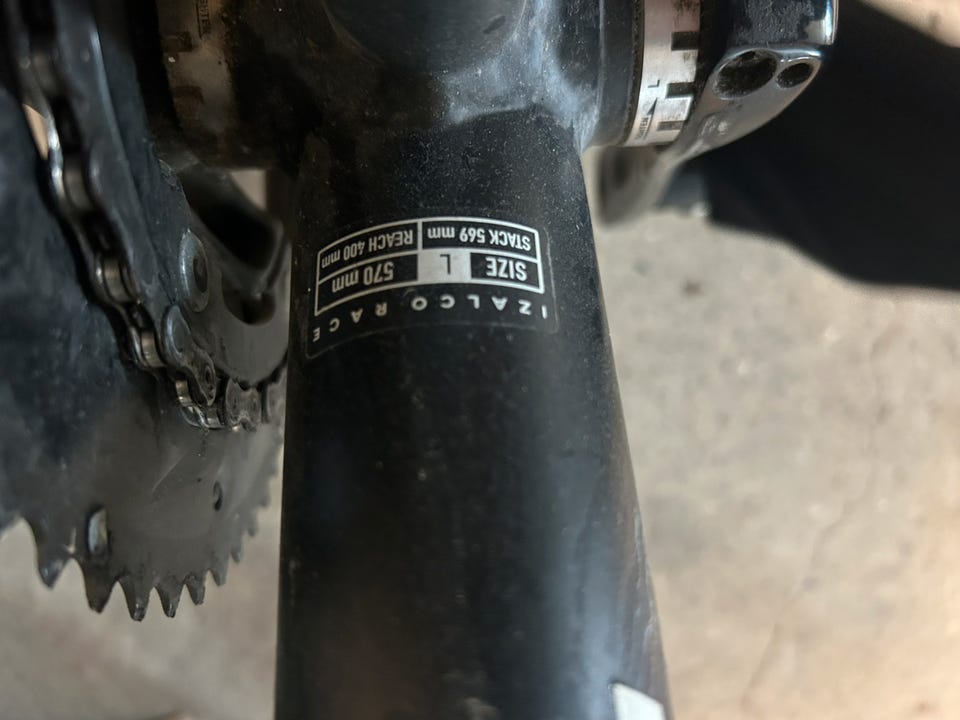 IZALCO RACE
SIZE L 570 mm
STACK 569 mm REACH 400 mm
L